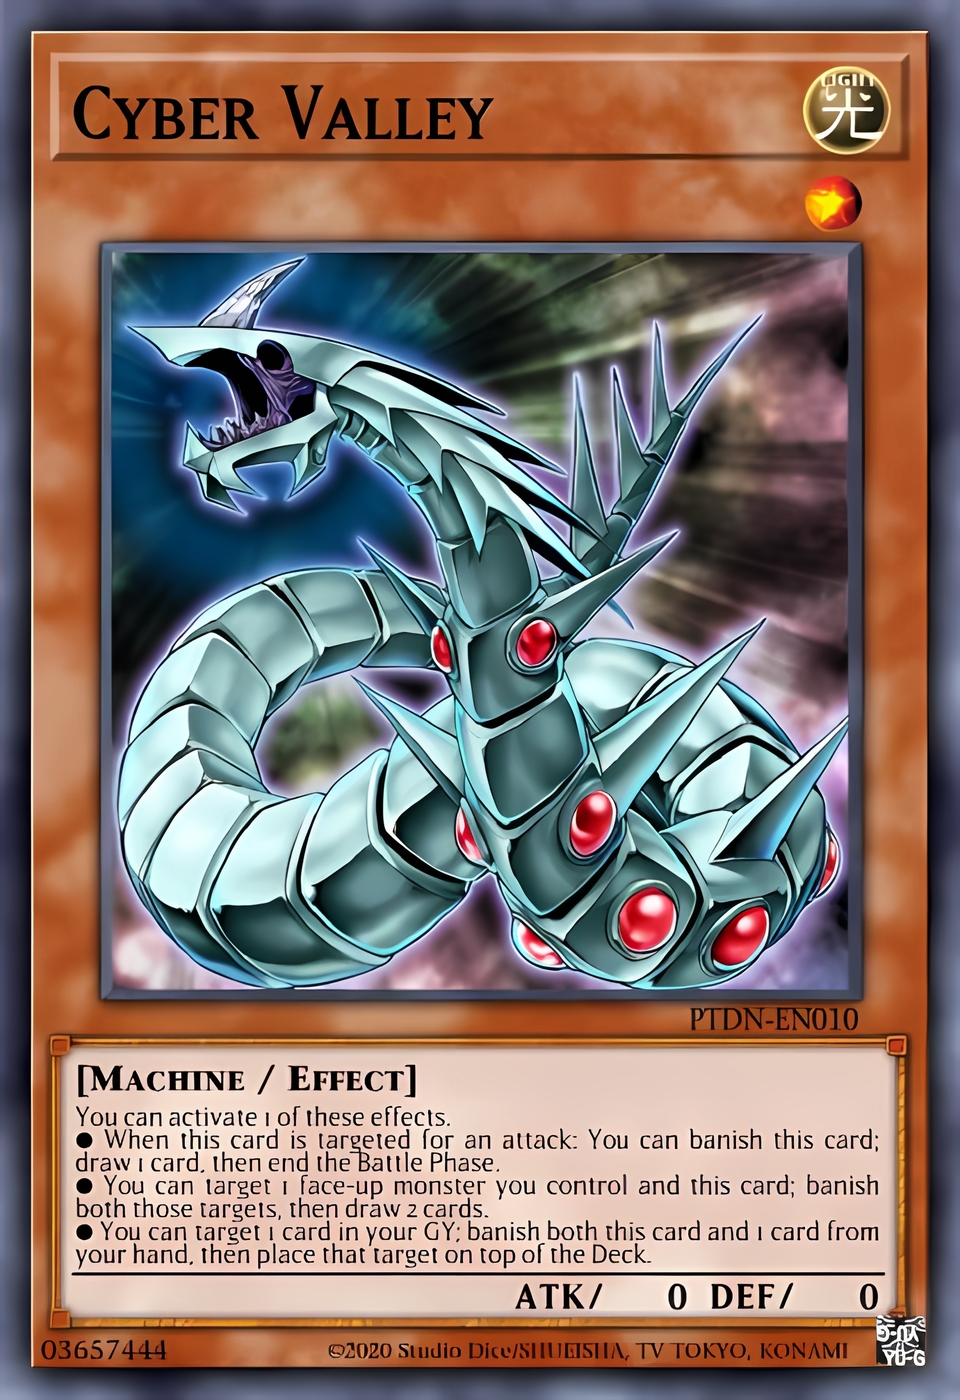 CYBER VALLEY
光
PTDN-EN010
[MACHINE / EFFECT]
You can activate 1 of these effects.
● When this card is targeted for an attack: You can banish this card;
draw 1 card, then end the Battle Phase.
● You can target 1 face-up monster you control and this card; banish
both those targets, then draw 2 cards.
● You can target 1 card in your GY; banish both this card and 1 card from
your hand, then place that target on top of the Deck.
ATK/ 0 DEF/ 0
03657444 ©2020 Studio Dice/SHUEISHA, TV TOKYO, KONAMI